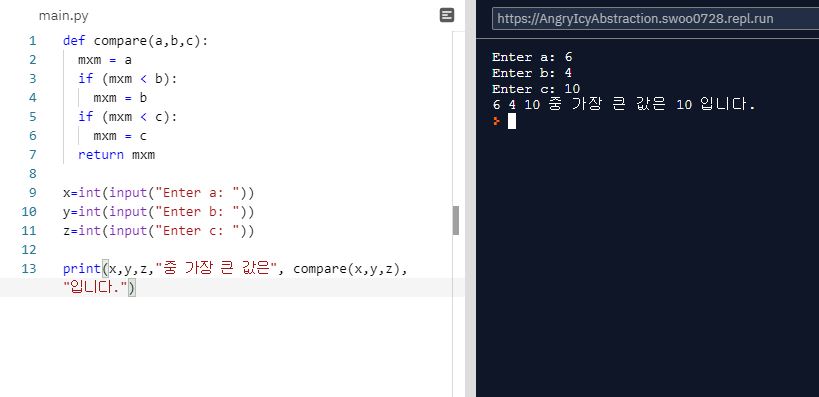 main.py
1 def compare(a,b,c):
2   mxm = a
3   if (mxm < b):
4     mxm = b
5   if (mxm < c):
6     mxm = c
7   return mxm
8
9 x=int(input("Enter a: "))
10 y=int(input("Enter b: "))
11 z=int(input("Enter c: "))
12
13 print(x,y,z,"중 가장 큰 값은", compare(x,y,z),
"입니다.")
https://AngryIcyAbstraction.swoo0728.repl.run
Enter a: 6
Enter b: 4
Enter c: 10
6 4 10 중 가장 큰 값은 10 입니다.